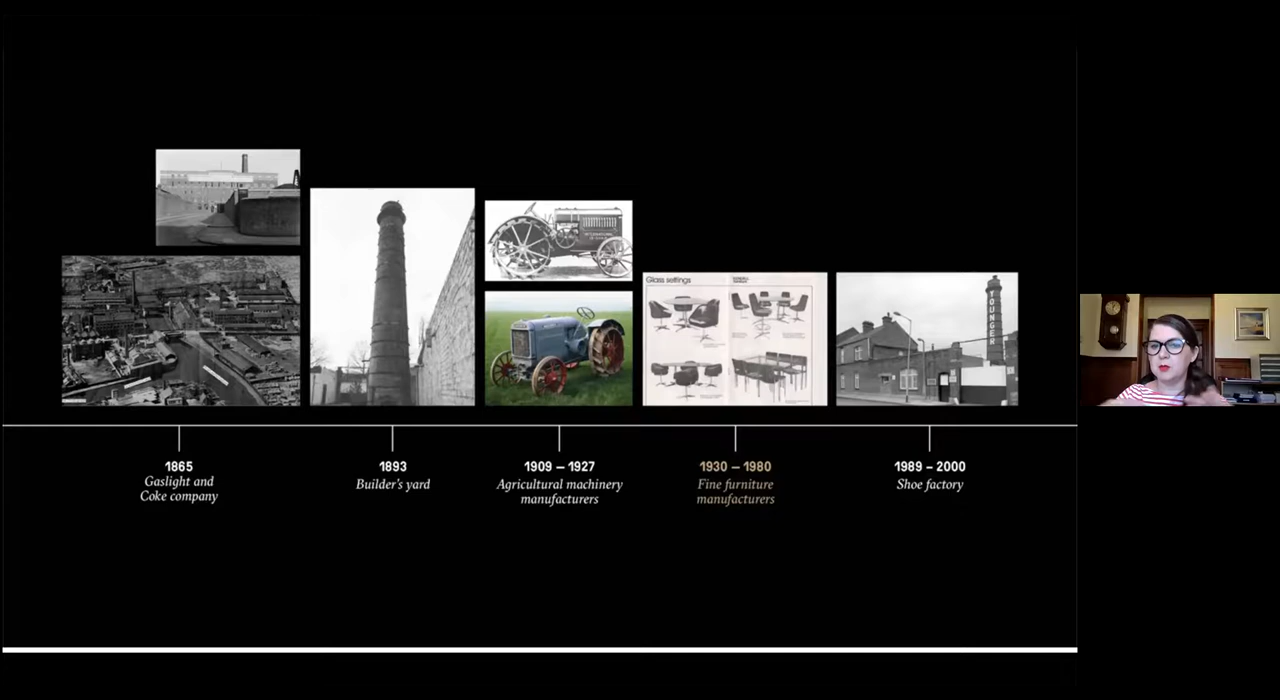 Glass settings
YOUNGER
1865
Gaslight and
Coke company
1893
Builder's yard
1909 – 1927
Agricultural machinery
manufacturers
1930 – 1980
Fine furniture
manufacturers
1989 – 2000
Shoe factory